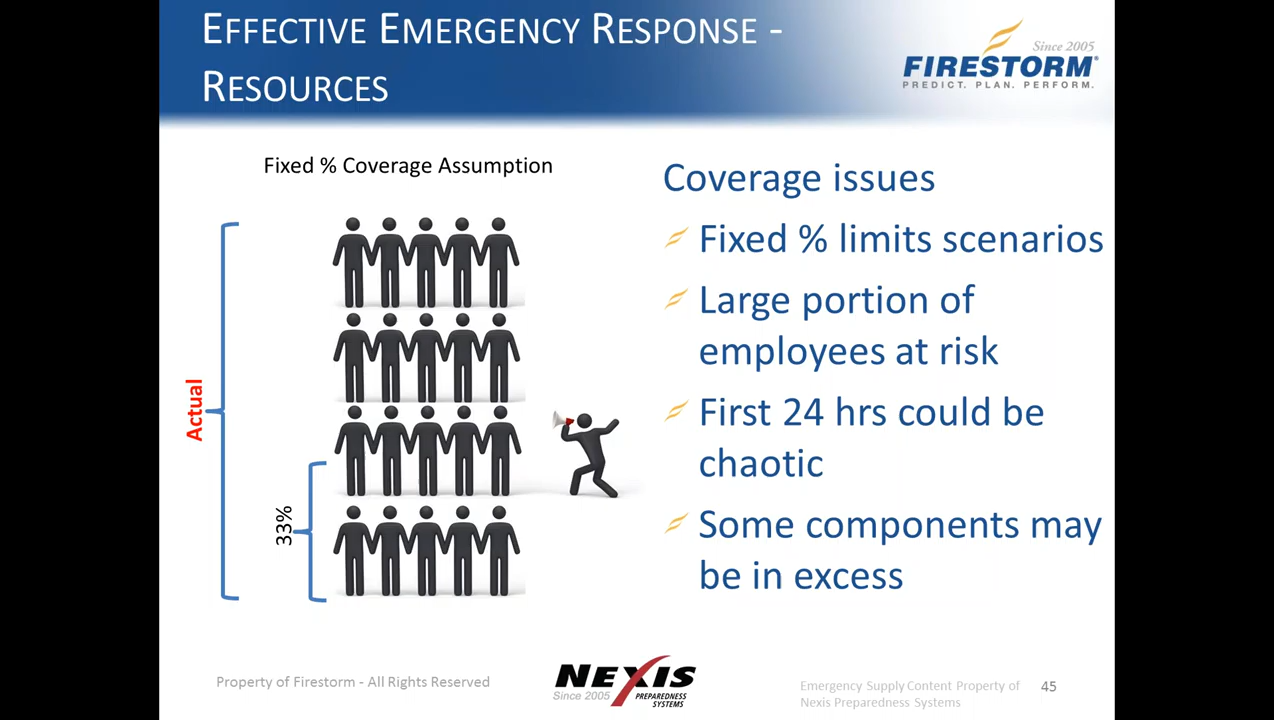 EFFECTIVE EMERGENCY RESPONSE -
RESOURCES
Since 2005
FIRESTORM®
PREDICT. PLAN. PERFORM.
Fixed % Coverage Assumption
Actual
33%
Coverage issues
Fixed % limits scenarios
Large portion of
employees at risk
First 24 hrs could be
chaotic
Some components may
be in excess
Property of Firestorm - All Rights Reserved
NEXIS
Since 2005
PREPAREDNESS
SYSTEMS
Emergency Supply Content Property of
Nexis Preparedness Systems
45